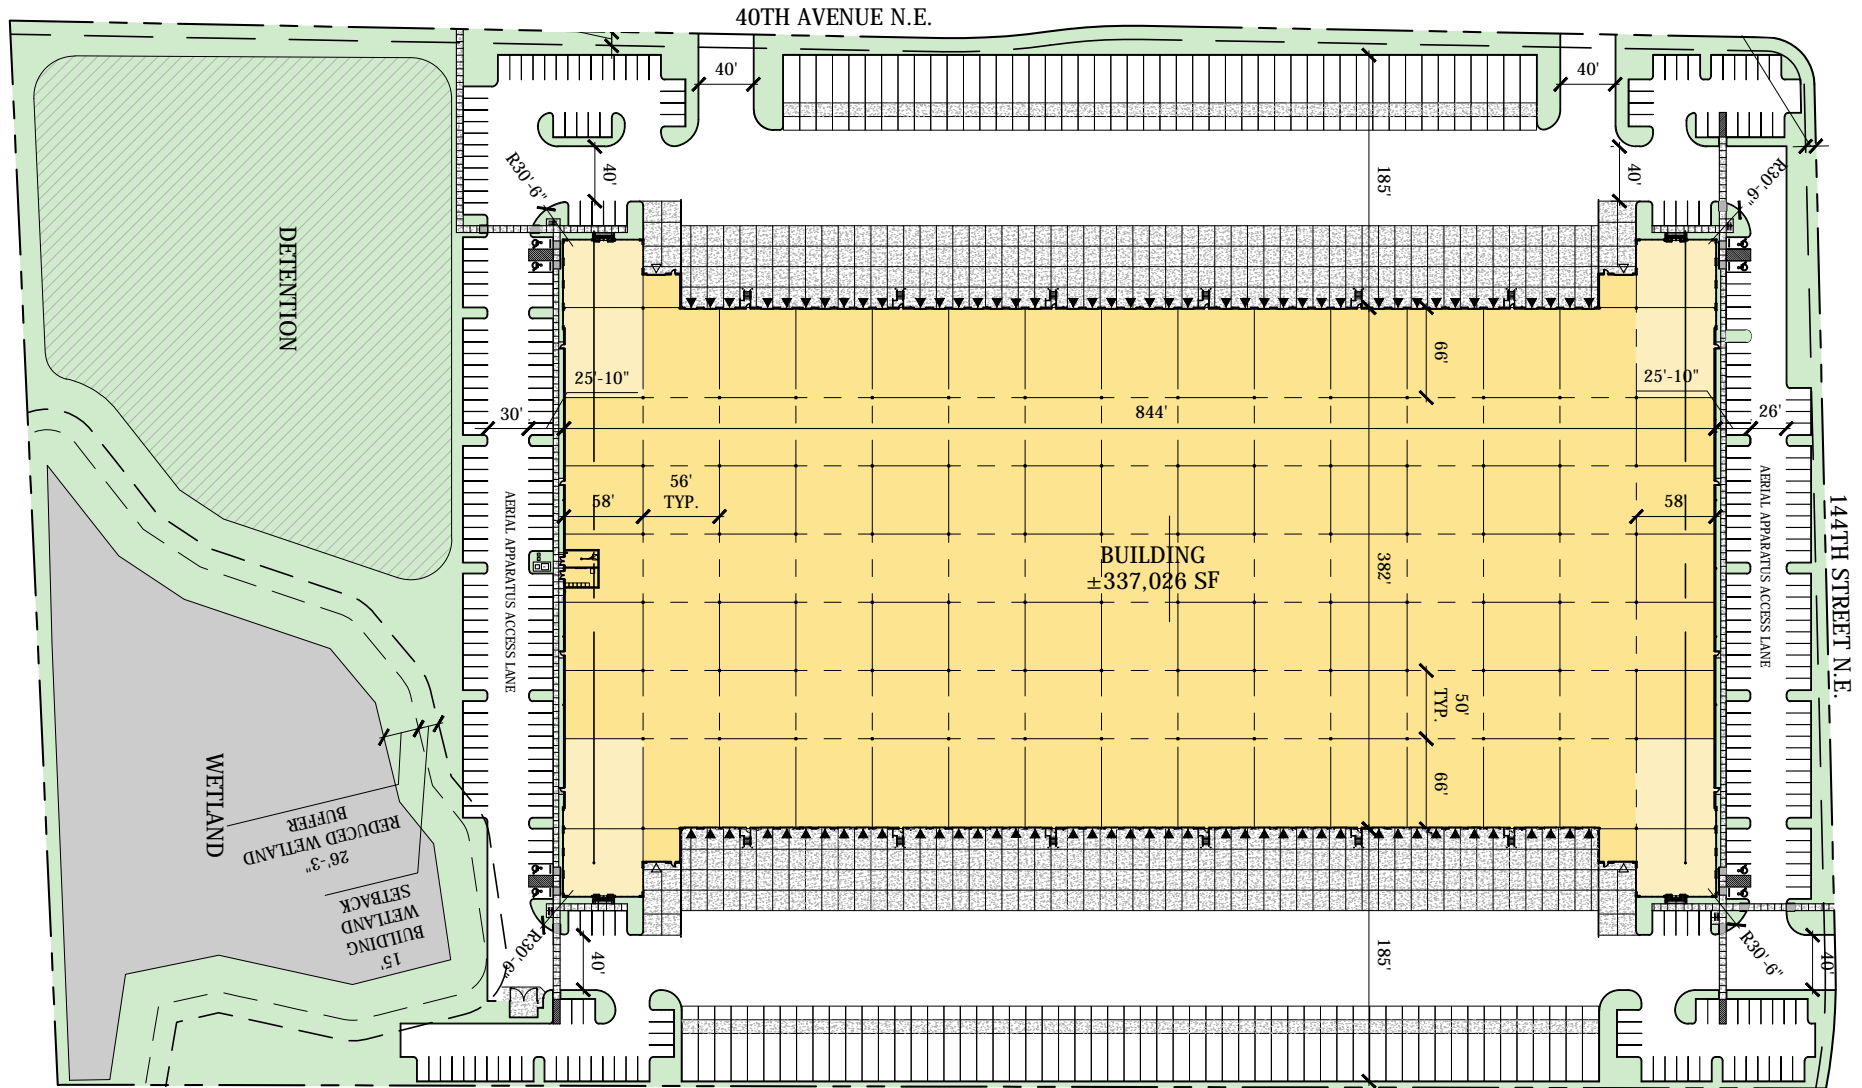 40TH AVENUE N.E.
40'
40'
R30'-6"
40'
185'
40'
R30'-6"
DETENTION
25'-10"
66'
25'-10"
30'
844'
26'
58'
56'
TYP.
58'
AERIAL APPARATUS ACCESS LANE
AERIAL APPARATUS ACCESS LANE
144TH STREET N.E.
BUILDING
±337,026 SF
382'
50'
TYP.
66'
WETLAND
26'-3"
REDUCED WETLAND
BUFFER
15'
BUILDING
WETLAND
SETBACK
R30'-6"
40'
185'
R30'-6"
40'